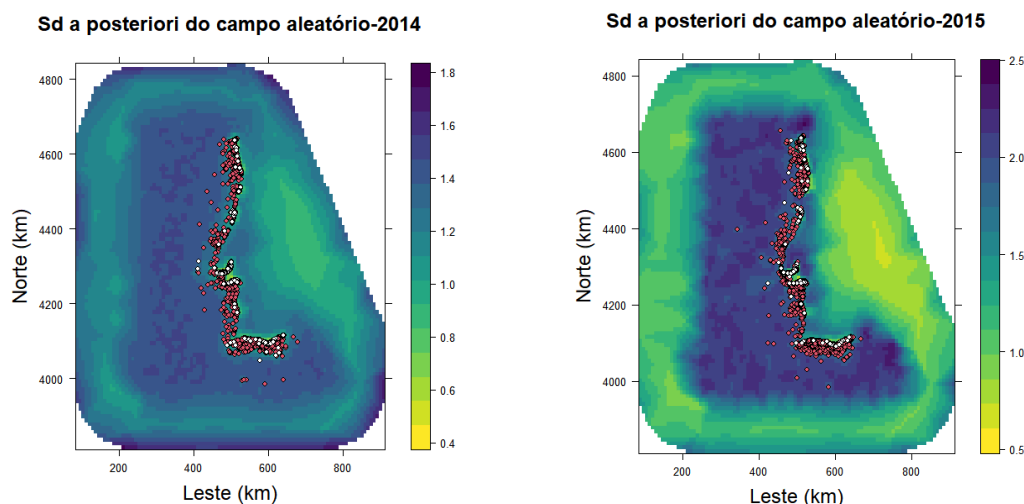 Sd a posteriori do campo aleatório-2014
4800
4600
4400
4200
4000
Norte (km)
200 400 600 800
Leste (km)
1.8
1.6
1.4
1.2
1.0
0.8
0.6
0.4
Sd a posteriori do campo aleatório-2015
4800
4600
4400
4200
4000
Norte (km)
200 400 600 800
Leste (km)
2.5
2.0
1.5
1.0
0.5